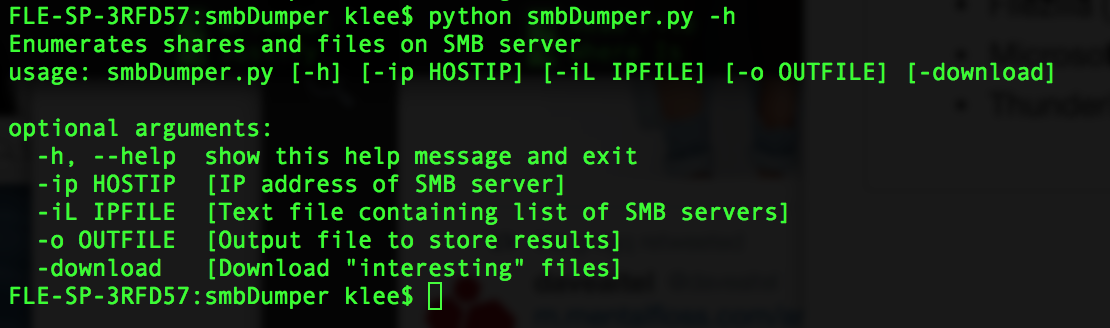 FLE-SP-3RFD57:smbDumper klee$ python smbDumper.py -h
Enumerates shares and files on SMB server
usage: smbDumper.py [-h] [-ip HOSTIP] [-iL IPFILE] [-o OUTFILE] [-download]
optional arguments:
-h, --help show this help message and exit
-ip HOSTIP [IP address of SMB server]
-iL IPFILE [Text file containing list of SMB servers]
-o OUTFILE [Output file to store results]
-download [Download "interesting" files]
FLE-SP-3RFD57:smbDumper klee$